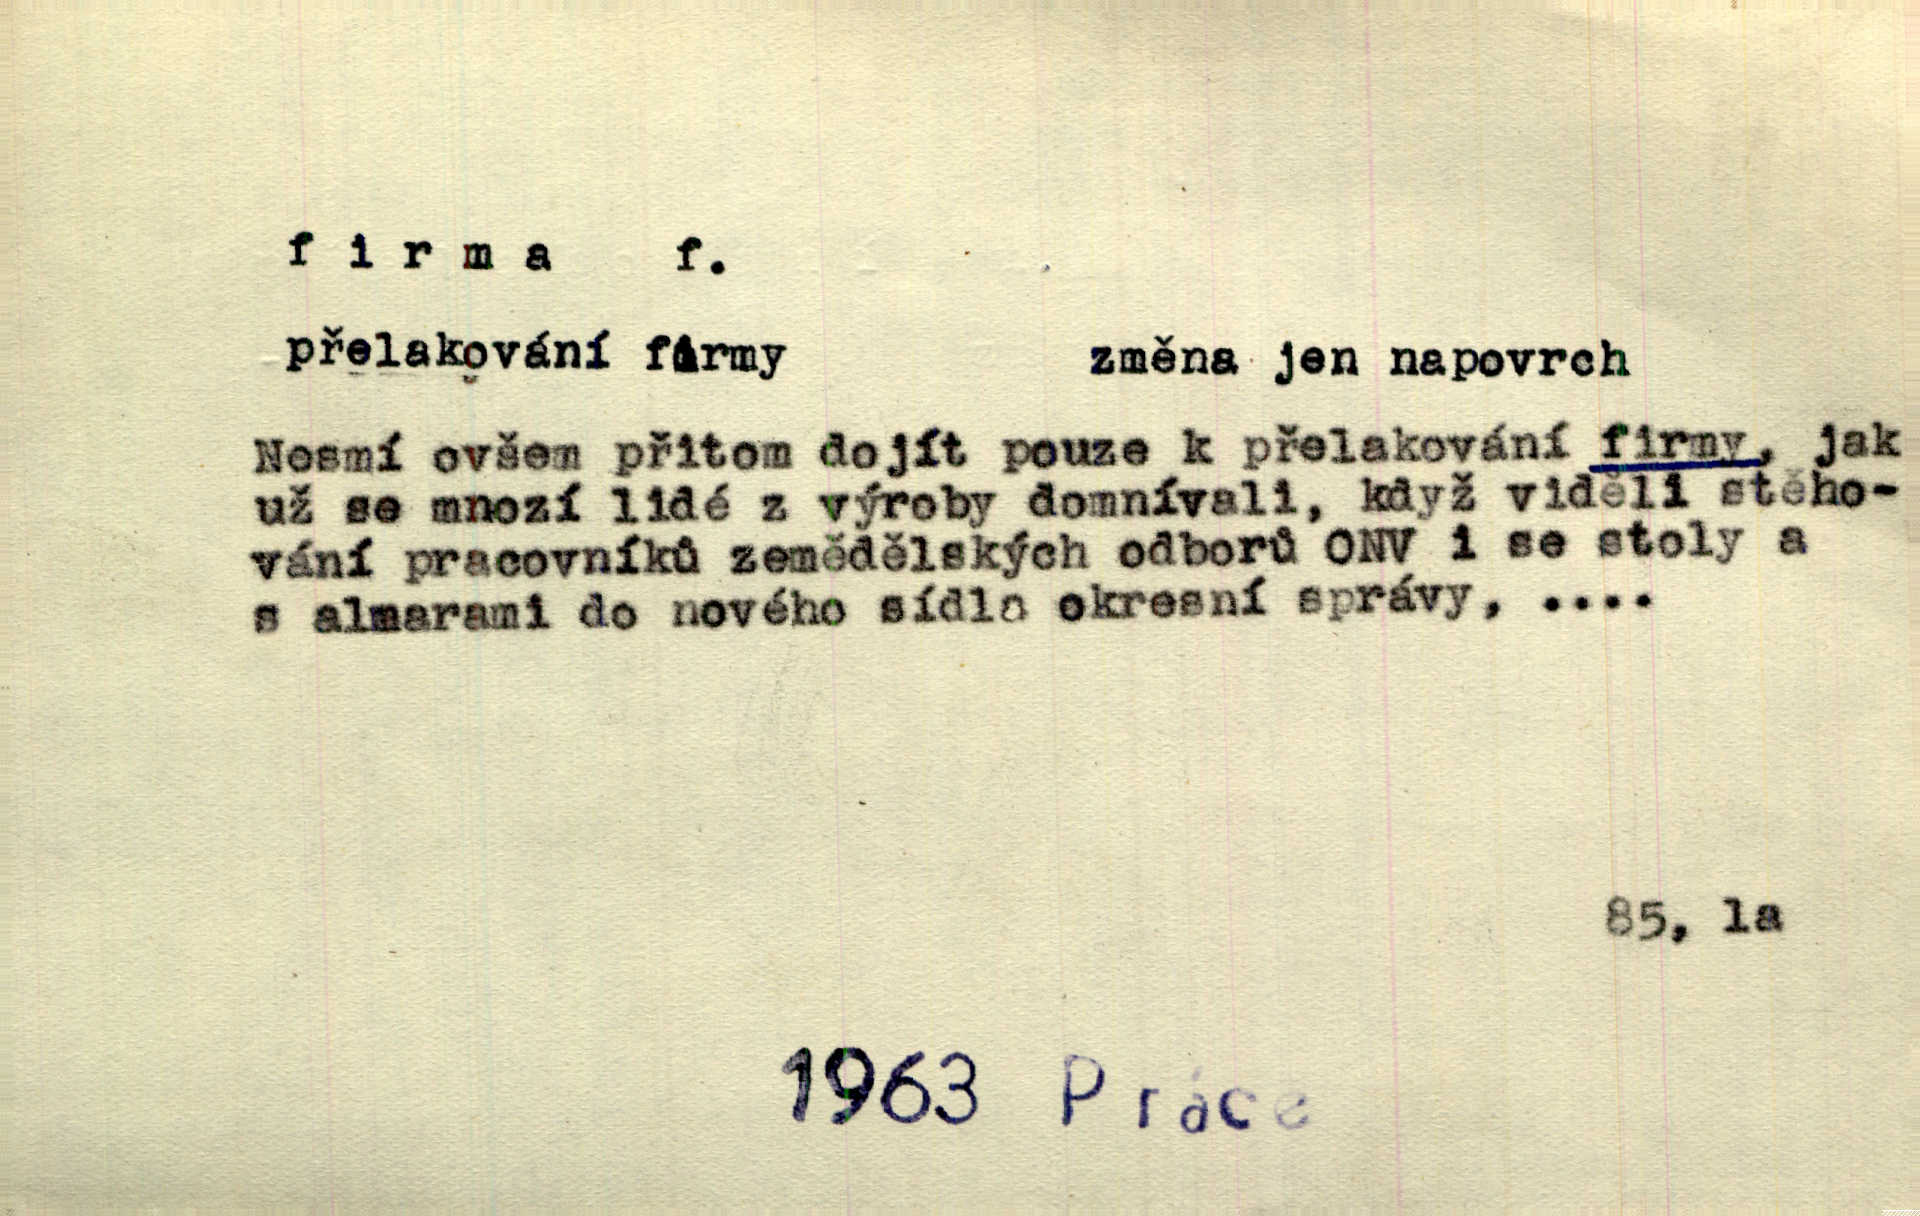 firma f.
přelakování firmy změna jen napovrch
Nesmí ovšem přitom dojít pouze k přelakování firmy, jak
už se mnozí lidé z výroby domnívali, když viděli stěho-
vání pracovníků zemědělských odborů ONV i se stoly a
s almarami do nového sídla okresní správy, ....
85, la
1963 Práce